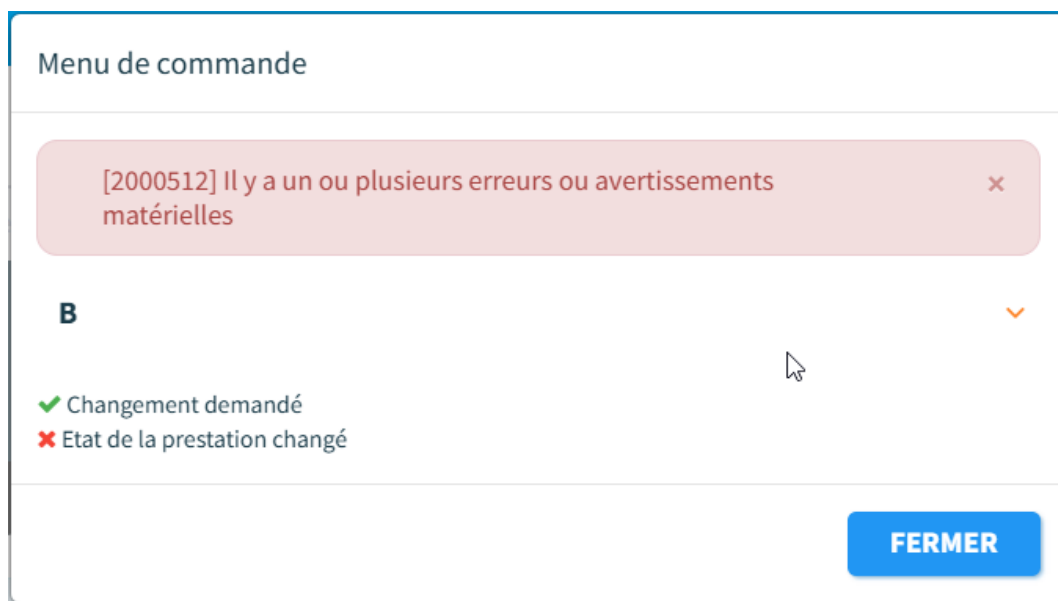 Menu de commande
[2000512] Il y a un ou plusieurs erreurs ou avertissements
matérielles
×
B
Changement demandé
Etat de la prestation changé
FERMER